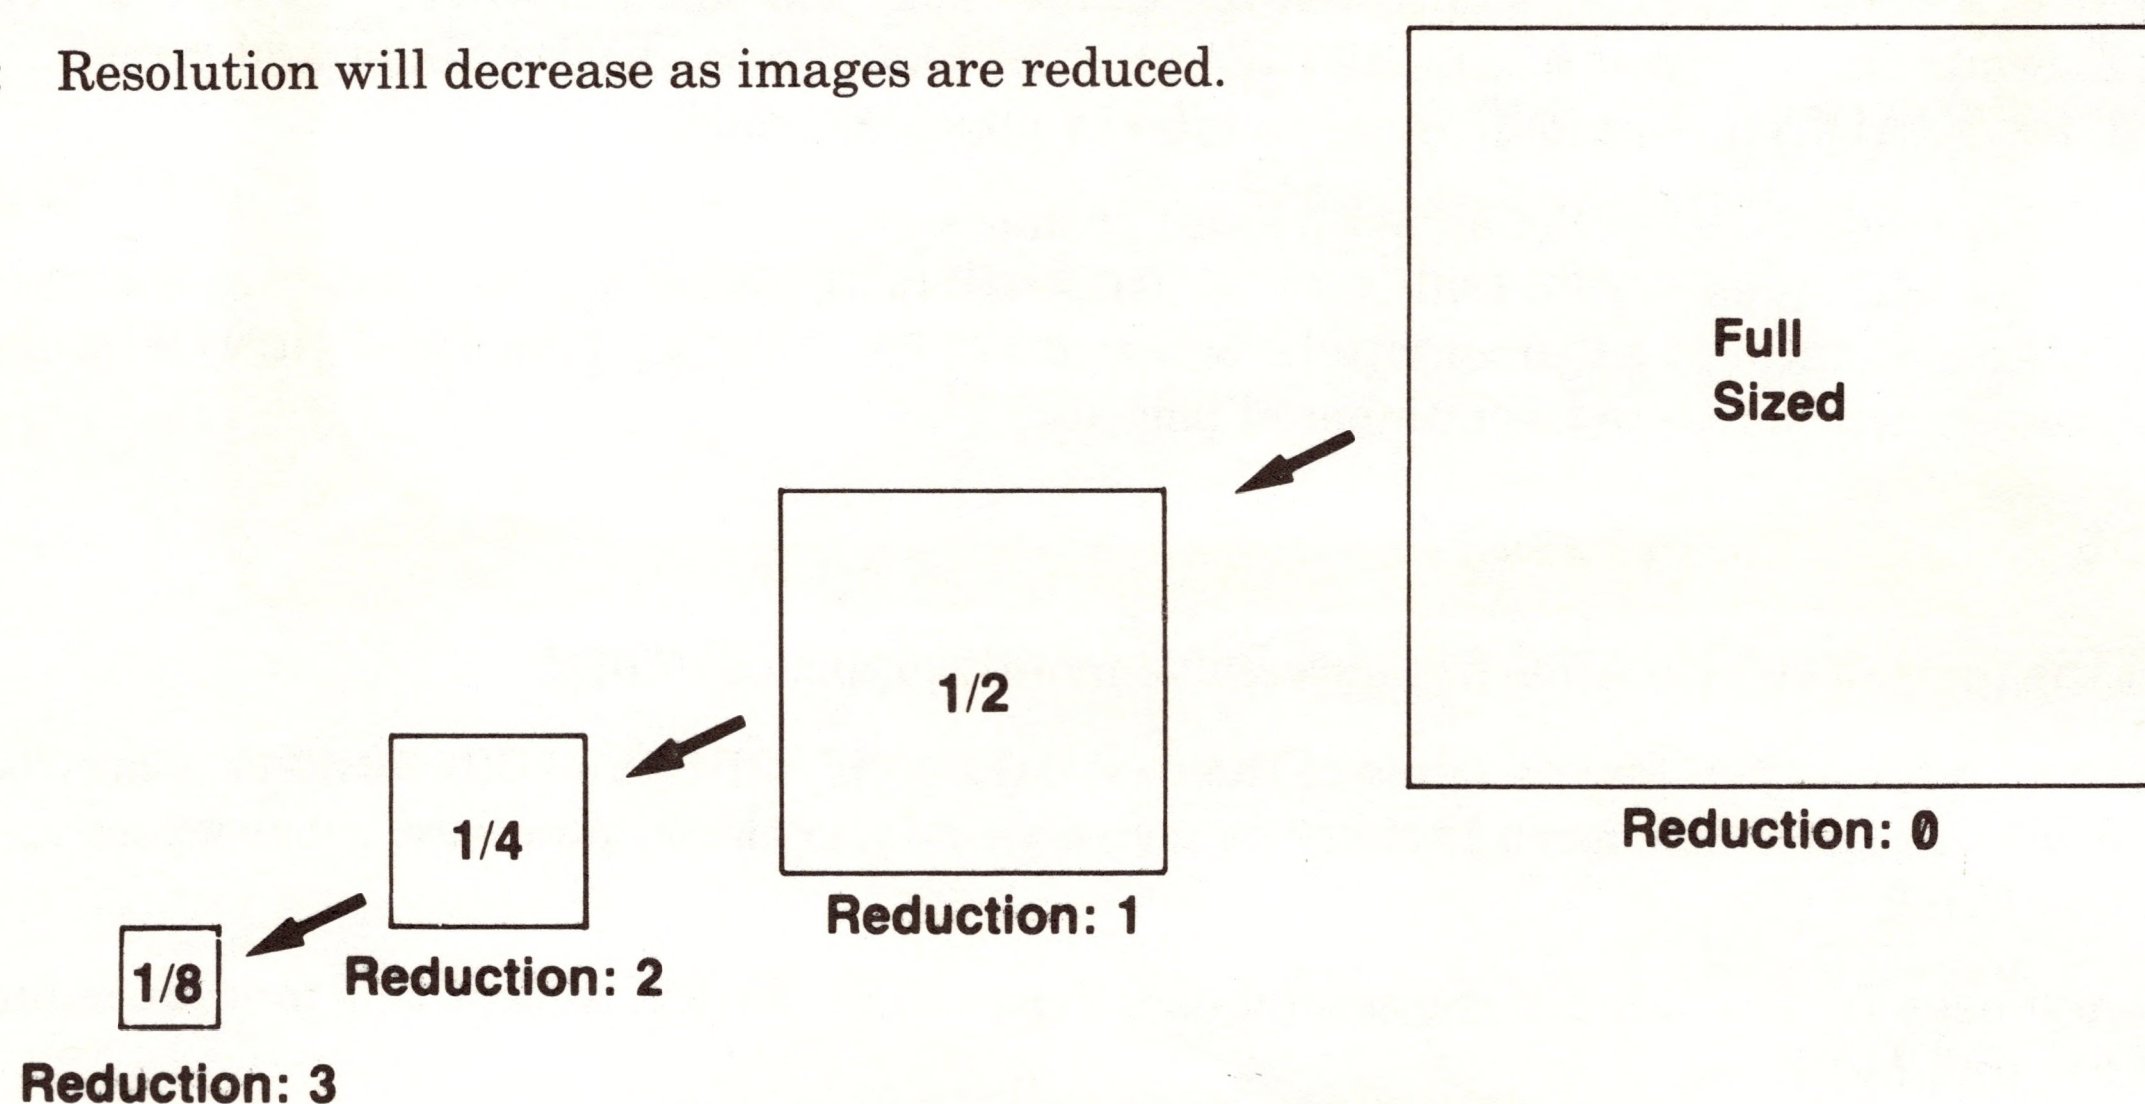 Resolution will decrease as images are reduced.
Full
Sized
Reduction: 0
1/2
Reduction: 1
1/4
Reduction: 2
1/8
Reduction: 3